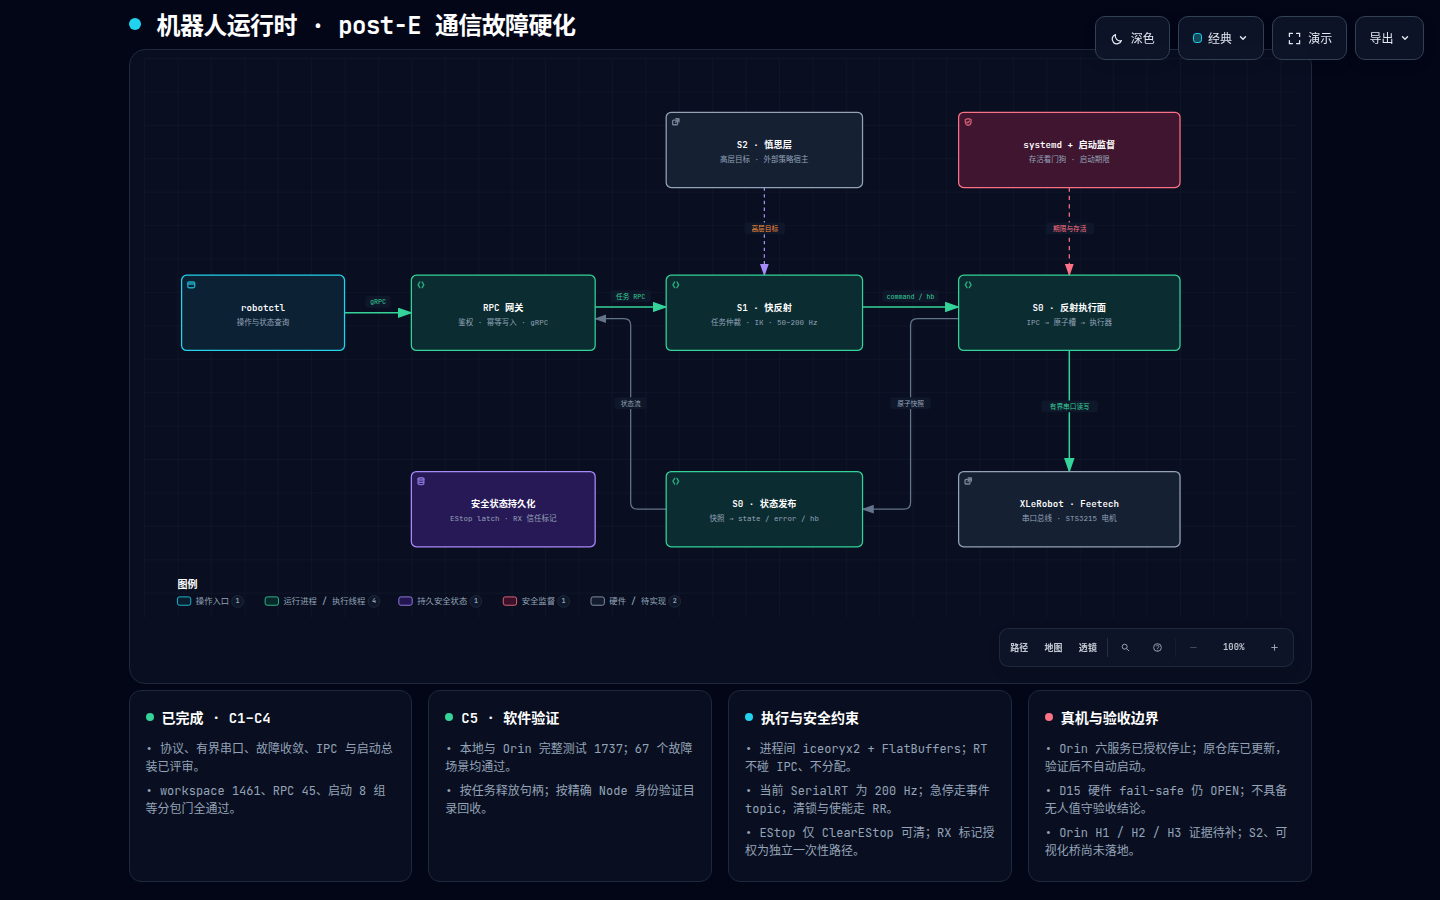 机器人运行时 · post-E 通信故障硬化
深色
经典
演示
导出
S2 · 慎思层
高层目标 · 外部策略宿主
systemd + 启动监督
存活看门狗 · 启动期限
高层目标
期限与存活
robotctl
操作与状态查询
gRPC
RPC 网关
鉴权 · 幂等写入 · gRPC
任务 RPC
S1 · 快反射
任务仲裁 · IK · 50–200 Hz
command / hb
S0 · 反射执行面
IPC → 原子槽 → 执行器
状态流
原子快照
有界串口读写
安全状态持久化
EStop latch · RX 信任标记
S0 · 状态发布
快照 → state / error / hb
XLeRobot · Feetech
串口总线 · STS3215 电机
图例
操作入口 1
运行进程 / 执行线程 4
持久安全状态 1
安全监督 1
硬件 / 待实现 2
路径
地图
透镜
100%
已完成 · C1–C4
• 协议、有界串口、故障收敛、IPC 与启动总
装已评审。
• workspace 1461、RPC 45、启动 8 组
等分包门全通过。
C5 · 软件验证
• 本地与 Orin 完整测试 1737；67 个故障
场景均通过。
• 按任务释放句柄；按精确 Node 身份验证目
录回收。
执行与安全约束
• 进程间 iceoryx2 + FlatBuffers；RT
不碰 IPC、不分配。
• 当前 SerialRT 为 200 Hz；急停走事件
topic，清锁与使能走 RR。
• EStop 仅 ClearEStop 可清；RX 标记授
权为独立一次性路径。
真机与验收边界
• Orin 六服务已授权停止；原仓库已更新，
验证后不自动启动。
• D15 硬件 fail-safe 仍 OPEN；不具备
无人值守验收结论。
• Orin H1 / H2 / H3 证据待补；S2、可
视化桥尚未落地。